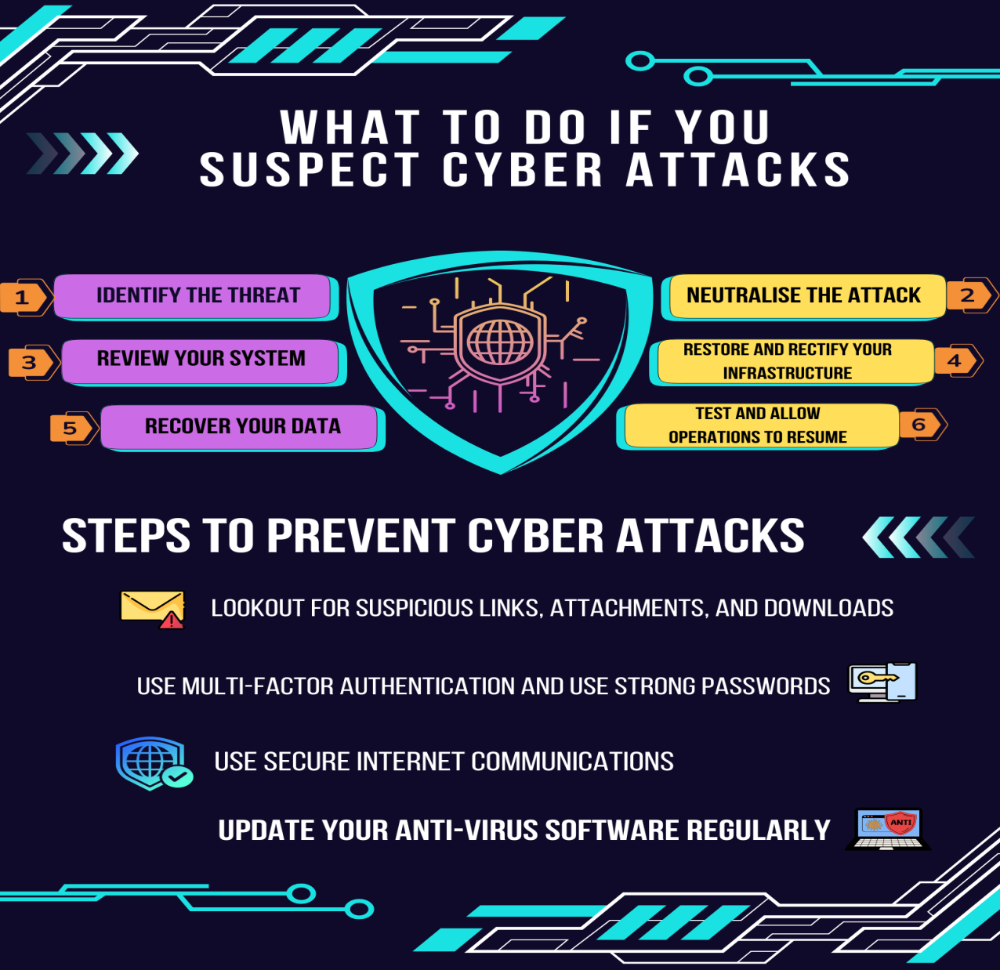 WHAT TO DO IF YOU
SUSPECT CYBER ATTACKS
1
IDENTIFY THE THREAT
NEUTRALISE THE ATTACK
2
3
REVIEW YOUR SYSTEM
RESTORE AND RECTIFY YOUR
INFRASTRUCTURE
4
5
RECOVER YOUR DATA
TEST AND ALLOW
OPERATIONS TO RESUME
6
STEPS TO PREVENT CYBER ATTACKS
LOOKOUT FOR SUSPICIOUS LINKS, ATTACHMENTS, AND DOWNLOADS
USE MULTI-FACTOR AUTHENTICATION AND USE STRONG PASSWORDS
USE SECURE INTERNET COMMUNICATIONS
UPDATE YOUR ANTI-VIRUS SOFTWARE REGULARLY
ANTI